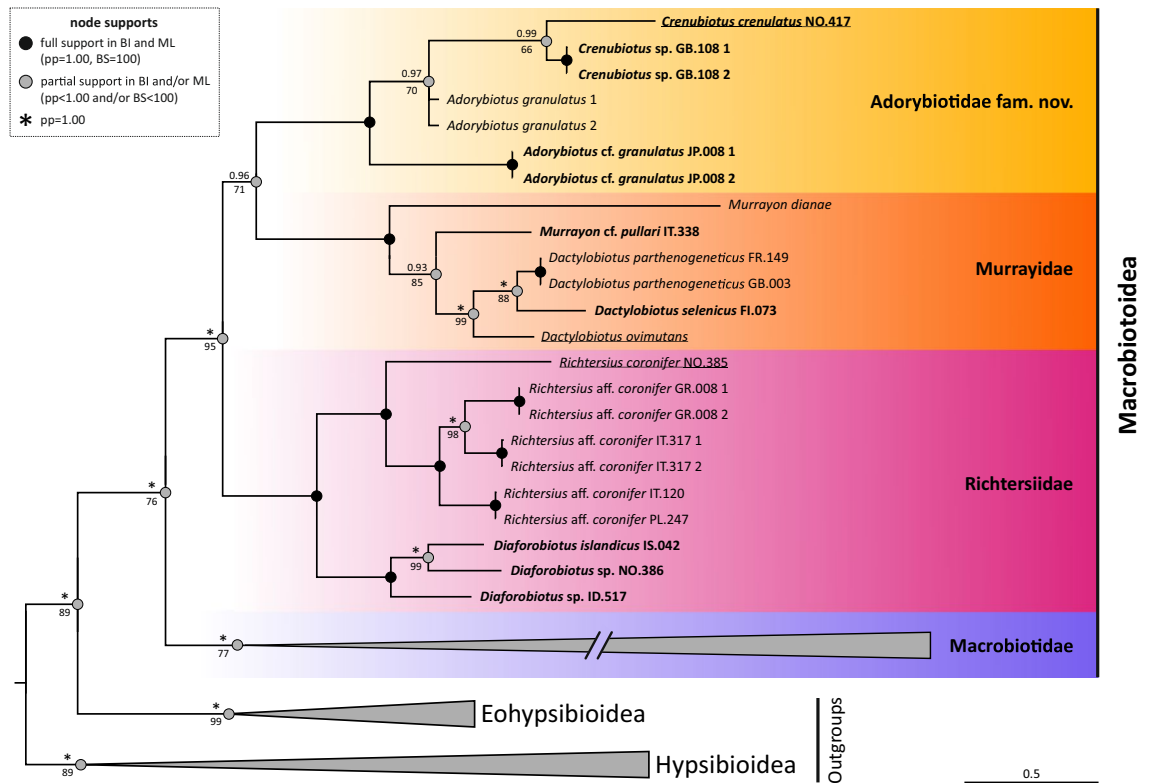 node supports
full support in BI and ML
(pp=1.00, BS=100)
partial support in BI and/or ML
(pp<1.00 and/or BS<100)
* pp=1.00
Crenubiotus crenulatus NO.417
0.99
66
Crenubiotus sp. GB.108 1
Crenubiotus sp. GB.108 2
0.97
70
Adorybiotus granulatus 1
Adorybiotus granulatus 2
Adorybiotidae fam. nov.
Adorybiotus cf. granulatus JP.008 1
Adorybiotus cf. granulatus JP.008 2
0.96
71
Murrayon dianae
Murrayon cf. pullari IT.338
0.93
85
Dactylobiotus parthenogeneticus FR.149
Dactylobiotus parthenogeneticus GB.003
*
88
Dactylobiotus selenicus FI.073
*
99
Dactylobiotus ovimutans
Murrayidae
*
95
Richtersius coronifer NO.385
Richtersius aff. coronifer GR.008 1
Richtersius aff. coronifer GR.008 2
*
98
Richtersius aff. coronifer IT.317 1
Richtersius aff. coronifer IT.317 2
Richtersius aff. coronifer IT.120
Richtersius aff. coronifer PL.247
Richtersiidae
*
76
Diaforobiotus islandicus IS.042
*
99
Diaforobiotus sp. NO.386
Diaforobiotus sp. ID.517
*
89
*
77
Macrobiotidae
Macrobiotoidea
*
99
Eohypsibioidea
*
89
Hypsibioidea
Outgroups
0.5